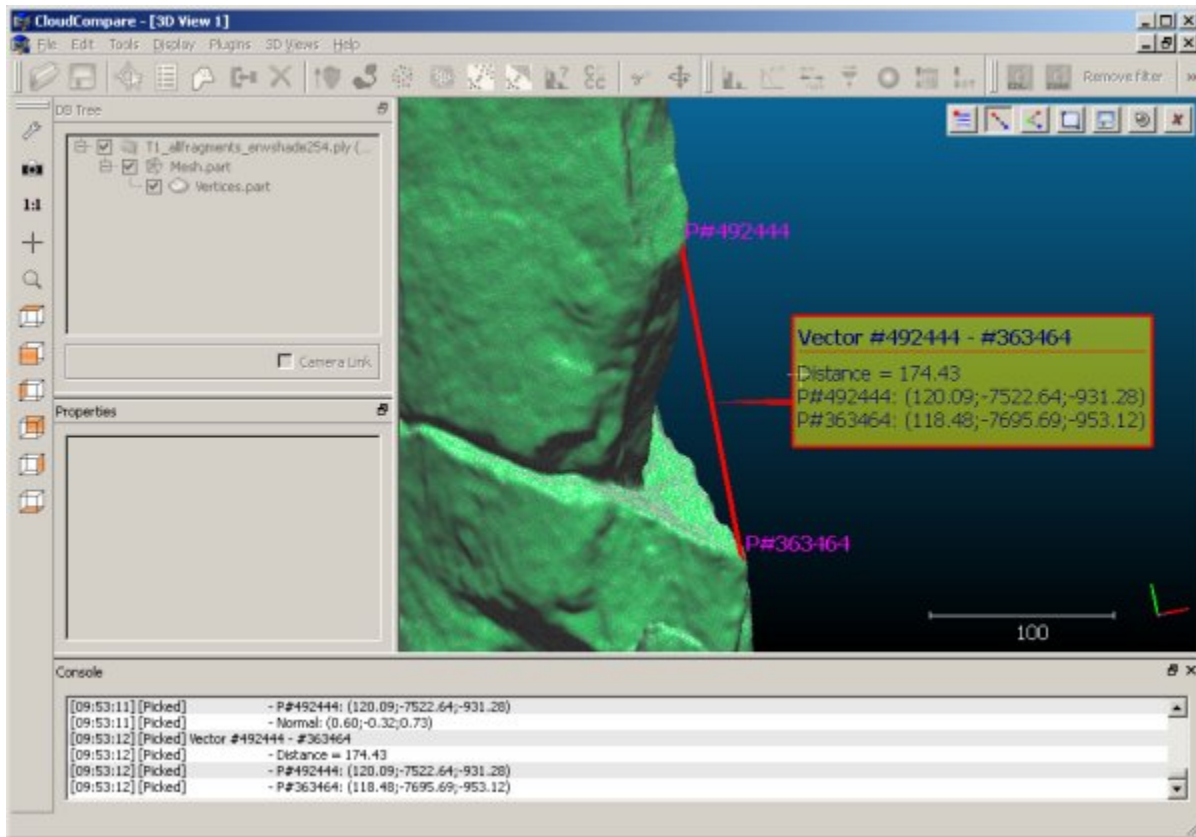 CloudCompare - [3D View 1]
File Edit Tools Display Plugins 3D Views Help
Remove filter »
DB Tree
T1_allfragments_envshade254.ply (...
Mesh.part
Vertices.part
1:1
Camera Link
Properties
P#492444
Vector #492444 - #363464
Distance = 174.43
P#492444: (120.09;-7522.64;-931.28)
P#363464: (118.48;-7695.69;-953.12)
P#363464
100
Console
[09:53:11] [Picked] - P#492444: (120.09;-7522.64;-931.28)
[09:53:11] [Picked] - Normal: (0.60;-0.32;0.73)
[09:53:12] [Picked] Vector #492444 - #363464
[09:53:12] [Picked] - Distance = 174.43
[09:53:12] [Picked] - P#492444: (120.09;-7522.64;-931.28)
[09:53:12] [Picked] - P#363464: (118.48;-7695.69;-953.12)